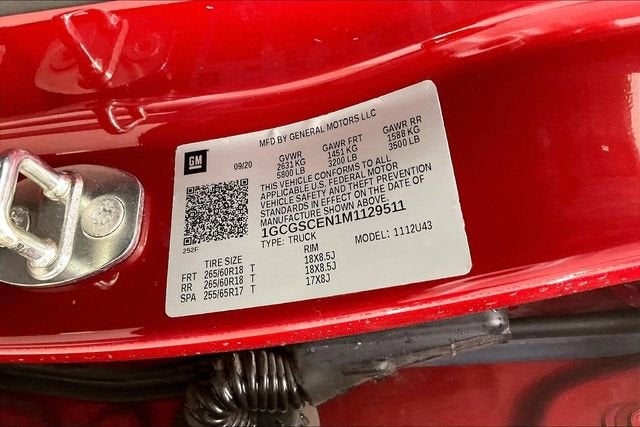 MFD BY GENERAL MOTORS LLC
GM 09/20 GVWR GAWR FRT GAWR RR
2631 KG 1451 KG 1588 KG
5800 LB 3200 LB 3500 LB
THIS VEHICLE CONFORMS TO ALL
APPLICABLE U.S. FEDERAL MOTOR
VEHICLE SAFETY AND THEFT PREVENTION
STANDARDS IN EFFECT ON THE DATE OF
MANUFACTURE SHOWN ABOVE.
1GCGSCEN1M1129511
252F TYPE: TRUCK MODEL: 1112U43
TIRE SIZE RIM
FRT 265/60R18 T 18X8.5J
RR 265/60R18 T 18X8.5J
SPA 255/65R17 T 17X8J